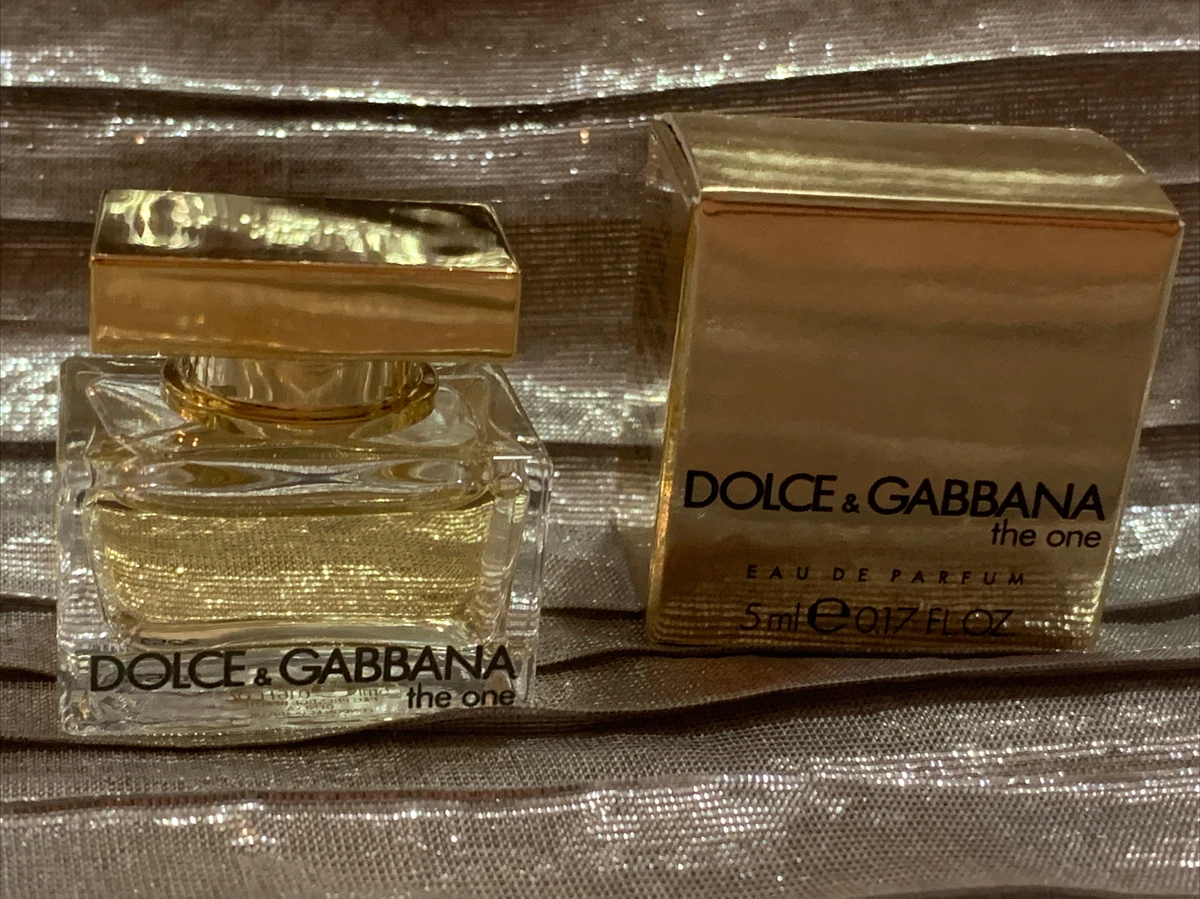 DOLCE & GABBANA
the one
DOLCE & GABBANA
the one
EAU DE PARFUM
5 ml e 0.17 FL.OZ.